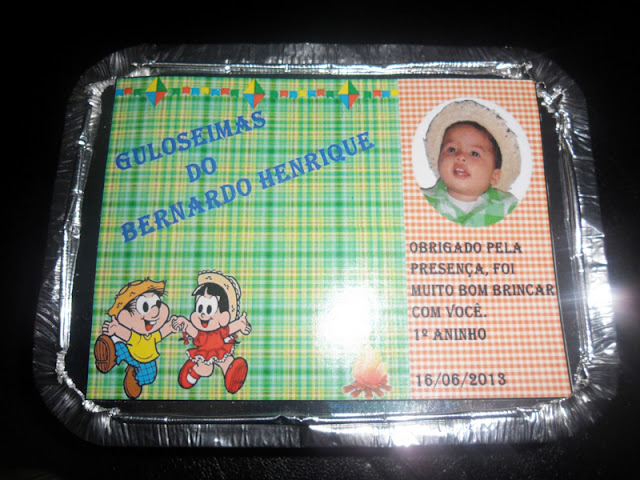 GULOSEIMAS
DO
BERNARDO HENRIQUE
OBRIGADO PELA
PRESENÇA, FOI
MUITO BOM BRINCAR
COM VOCÊ.
1º ANINHO
16/06/2013